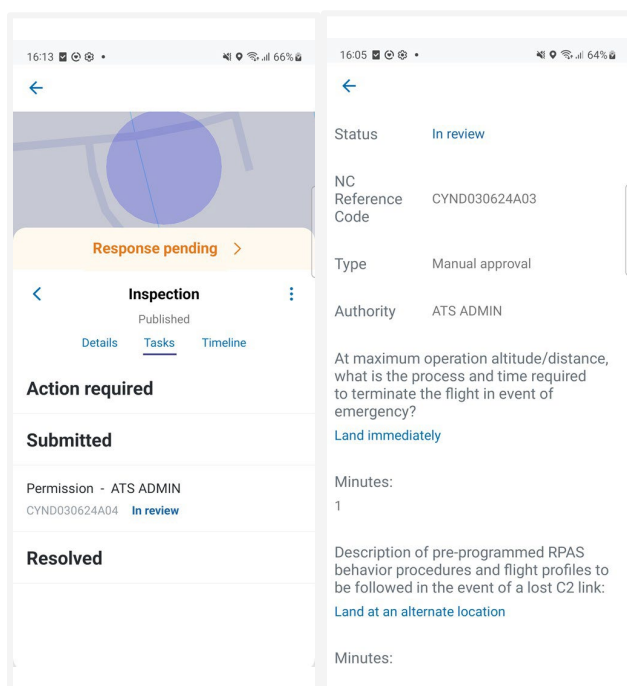 16:13
66%
Response pending
Inspection
Published
Details Tasks Timeline
Action required
Submitted
Permission - ATS ADMIN
CYND030624A04 In review
Resolved
16:05
64%
Status In review
NC
Reference
Code
CYND030624A03
Type Manual approval
Authority ATS ADMIN
At maximum operation altitude/distance,
what is the process and time required
to terminate the flight in event of
emergency?
Land immediately
Minutes:
1
Description of pre-programmed RPAS
behavior procedures and flight profiles to
be followed in the event of a lost C2 link:
Land at an alternate location
Minutes: